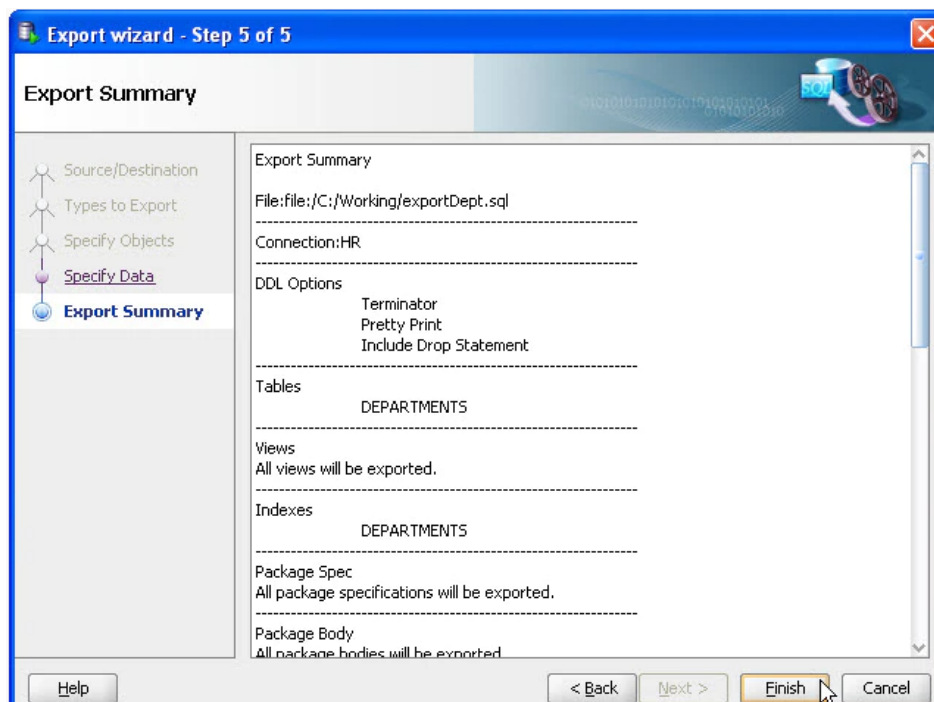 Export wizard - Step 5 of 5
Export Summary
SQL
Source/Destination
Types to Export
Specify Objects
Specify Data
Export Summary
Export Summary
File:file:/C:/Working/exportDept.sql
--------------------------------------------------------------
Connection:HR
--------------------------------------------------------------
DDL Options
Terminator
Pretty Print
Include Drop Statement
--------------------------------------------------------------
Tables
DEPARTMENTS
--------------------------------------------------------------
Views
All views will be exported.
--------------------------------------------------------------
Indexes
DEPARTMENTS
--------------------------------------------------------------
Package Spec
All package specifications will be exported.
--------------------------------------------------------------
Package Body
All package bodies will be exported
Help
< Back
Next >
Finish
Cancel